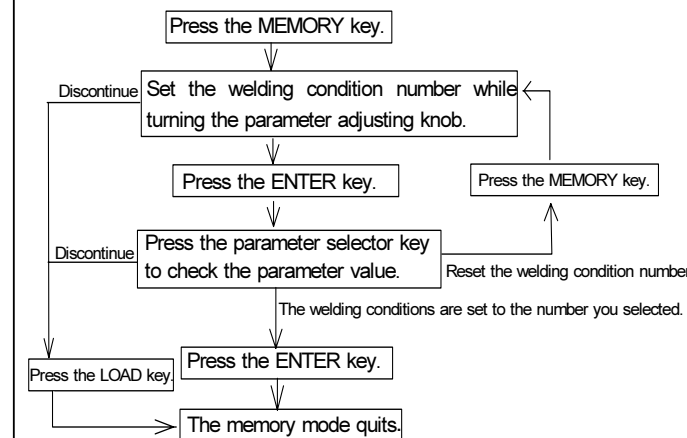 Press the MEMORY key.
Discontinue
Set the welding condition number while
turning the parameter adjusting knob.
Press the ENTER key.
Press the MEMORY key.
Discontinue
Press the parameter selector key
to check the parameter value.
Reset the welding condition number
The welding conditions are set to the number you selected.
Press the LOAD key.
Press the ENTER key.
The memory mode quits.